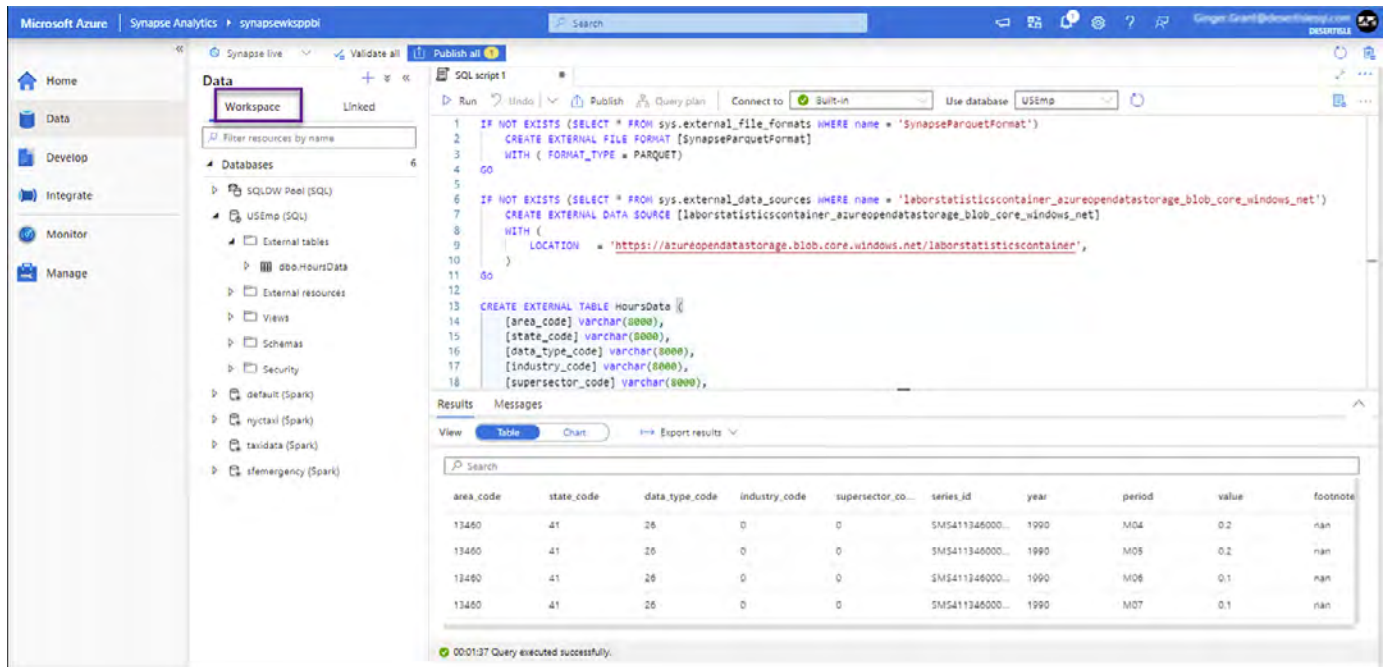 Microsoft Azure
Synapse Analytics
synapsewksppbi
Search
?
DESERTISLE
Synapse live
Validate all
Publish all 1
Home
Data
Develop
Integrate
Monitor
Manage
Data
Workspace
Linked
Filter resources by name
Databases 6
SQLDW Pool (SQL)
USEmp (SQL)
External tables
dbo.HoursData
External resources
Views
Schemas
Security
default (Spark)
nyctaxi (Spark)
taxidata (Spark)
sfemergency (Spark)
SQL script 1
Run Undo Publish Query plan Connect to Built-in Use database USEmp
1 IF NOT EXISTS (SELECT * FROM sys.external_file_formats WHERE name = 'SynapseParquetFormat')
2 CREATE EXTERNAL FILE FORMAT [SynapseParquetFormat]
3 WITH ( FORMAT_TYPE = PARQUET)
4 GO
5
6 IF NOT EXISTS (SELECT * FROM sys.external_data_sources WHERE name = 'laborstatisticscontainer_azureopendatastorage_blob_core_windows_net')
7 CREATE EXTERNAL DATA SOURCE [laborstatisticscontainer_azureopendatastorage_blob_core_windows_net]
8 WITH (
9 LOCATION = 'https://azureopendatastorage.blob.core.windows.net/laborstatisticscontainer',
10 )
11 GO
12
13 CREATE EXTERNAL TABLE HoursData (
14 [area_code] varchar(8000),
15 [state_code] varchar(8000),
16 [data_type_code] varchar(8000),
17 [industry_code] varchar(8000),
18 [supersector_code] varchar(8000),
Results Messages
View Table Chart Export results
Search
area_code state_code data_type_code industry_code supersector_co... series_id year period value footnote
13460 41 26 0 0 SMS411346000... 1990 M04 0.2 nan
13460 41 26 0 0 SMS411346000... 1990 M05 0.2 nan
13460 41 26 0 0 SMS411346000... 1990 M06 0.1 nan
13460 41 26 0 0 SMS411346000... 1990 M07 0.1 nan
00:01:37 Query executed successfully.